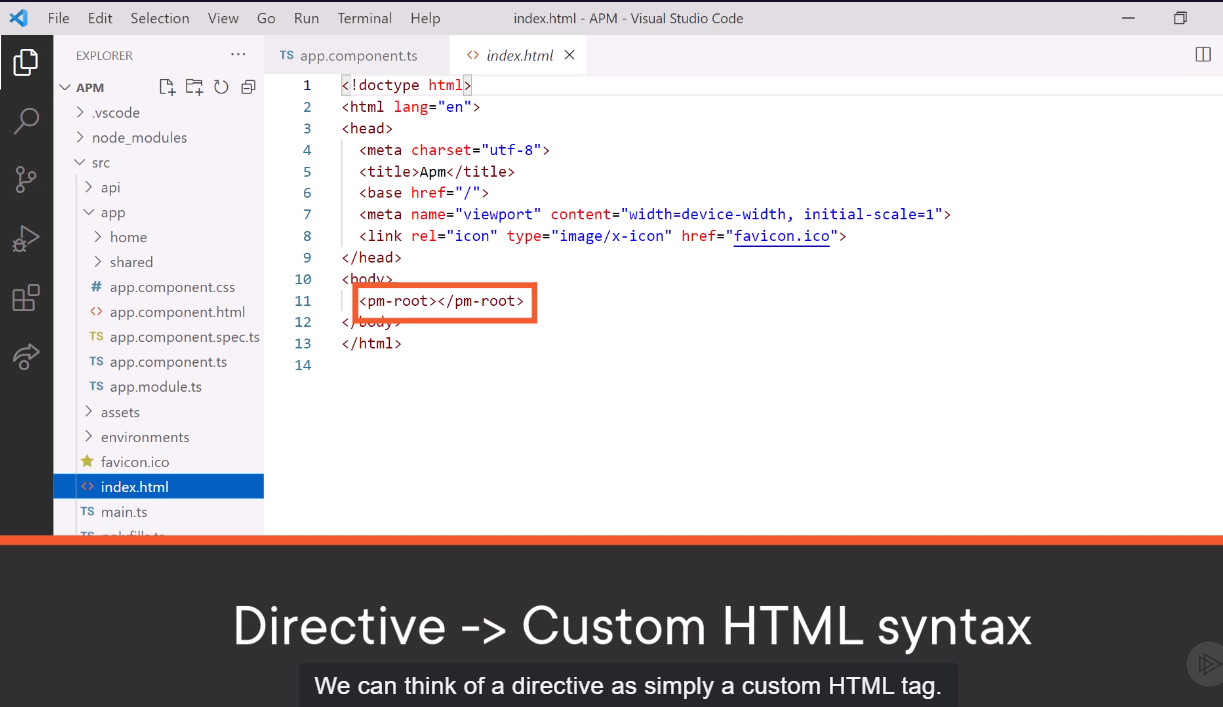 File Edit Selection View Go Run Terminal Help index.html - APM - Visual Studio Code
EXPLORER ...
TS app.component.ts <> index.html
APM
.vscode
node_modules
src
api
app
home
shared
# app.component.css
<> app.component.html
TS app.component.spec.ts
TS app.component.ts
TS app.module.ts
assets
environments
favicon.ico
<> index.html
TS main.ts
TS polyfills.ts
1 <!doctype html>
2 <html lang="en">
3 <head>
4 <meta charset="utf-8">
5 <title>Apm</title>
6 <base href="/">
7 <meta name="viewport" content="width=device-width, initial-scale=1">
8 <link rel="icon" type="image/x-icon" href="favicon.ico">
9 </head>
10 <body>
11 <pm-root></pm-root>
12 </body>
13 </html>
14
Directive -> Custom HTML syntax
We can think of a directive as simply a custom HTML tag.